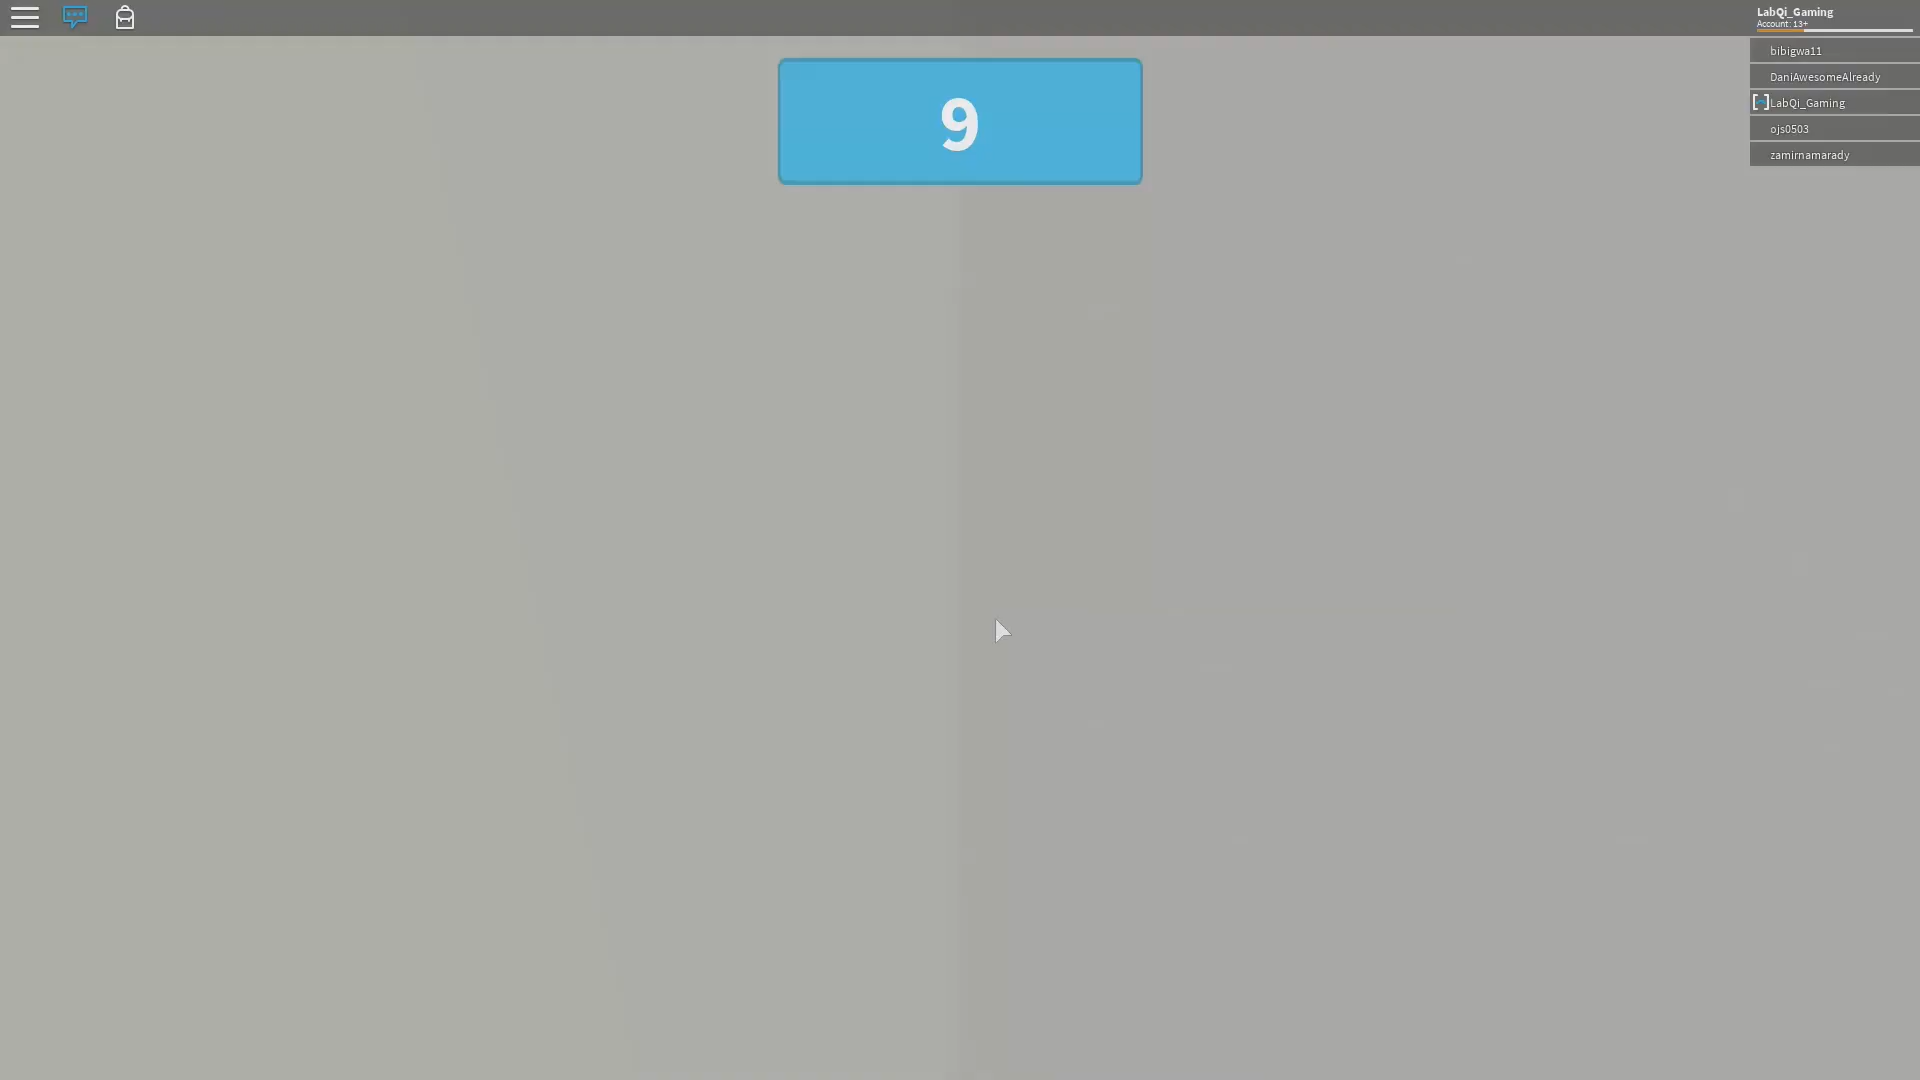 LabQi_Gaming
Account: 13+
9
bibigwa11
DaniAwesomeAlready
LabQi_Gaming
ojs0503
zamirnamarady